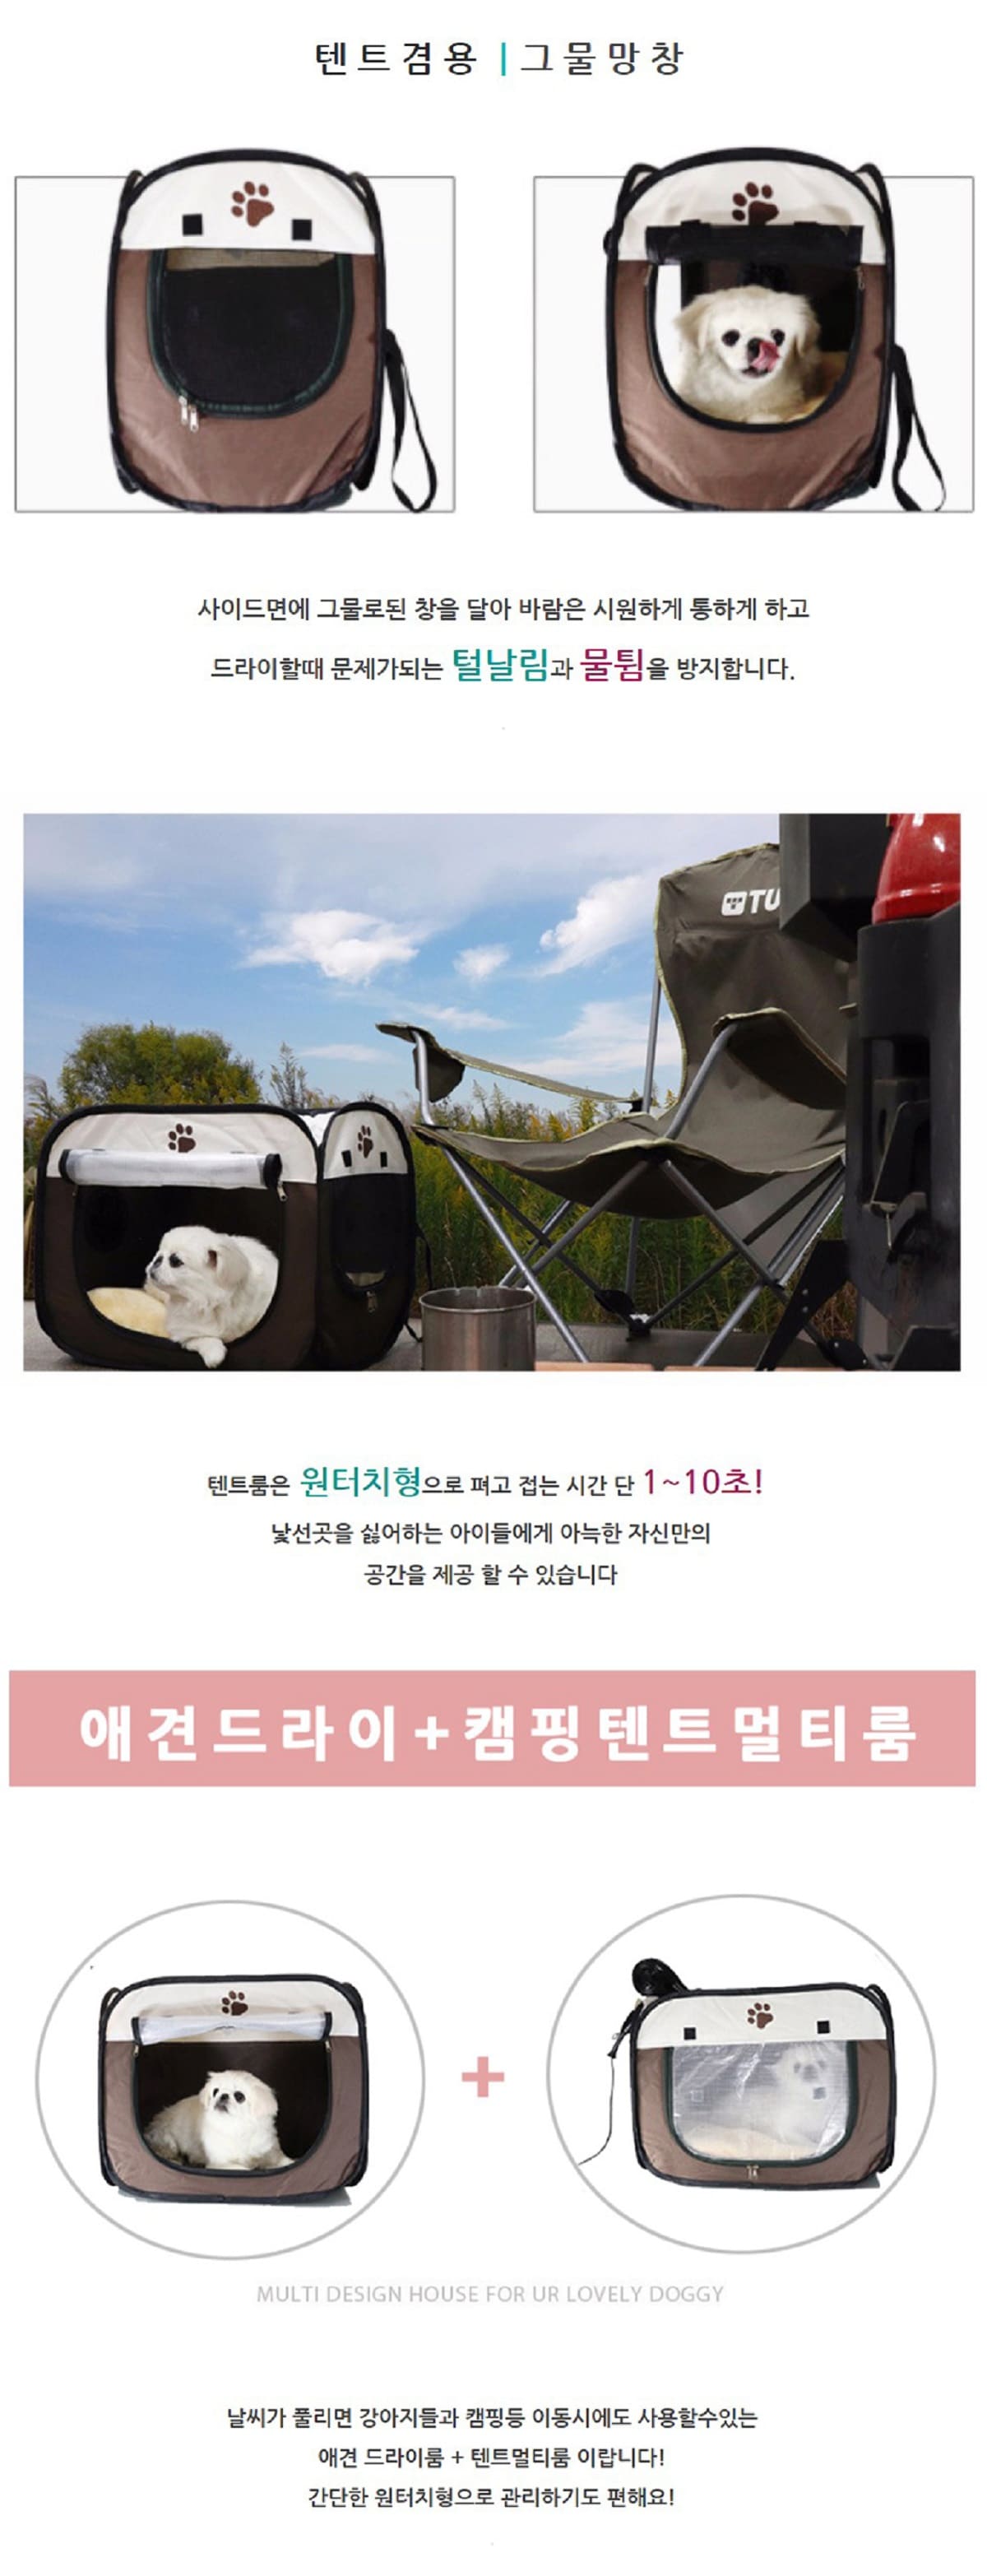 텐트겸용 | 그물망창
사이드면에 그물로된 창을 달아 바람은 시원하게 통하게 하고
드라이할때 문제가되는 털날림과 물튐을 방지합니다.
TU
텐트룸은 원터치형으로 펴고 접는 시간 단 1~10초!
낯선곳을 싫어하는 아이들에게 아늑한 자신만의
공간을 제공 할 수 있습니다
애견드라이+캠핑텐트멀티룸
+
MULTI DESIGN HOUSE FOR UR LOVELY DOGGY
날씨가 풀리면 강아지들과 캠핑등 이동시에도 사용할수있는
애견 드라이룸 + 텐트멀티룸 이랍니다!
간단한 원터치형으로 관리하기도 편해요!